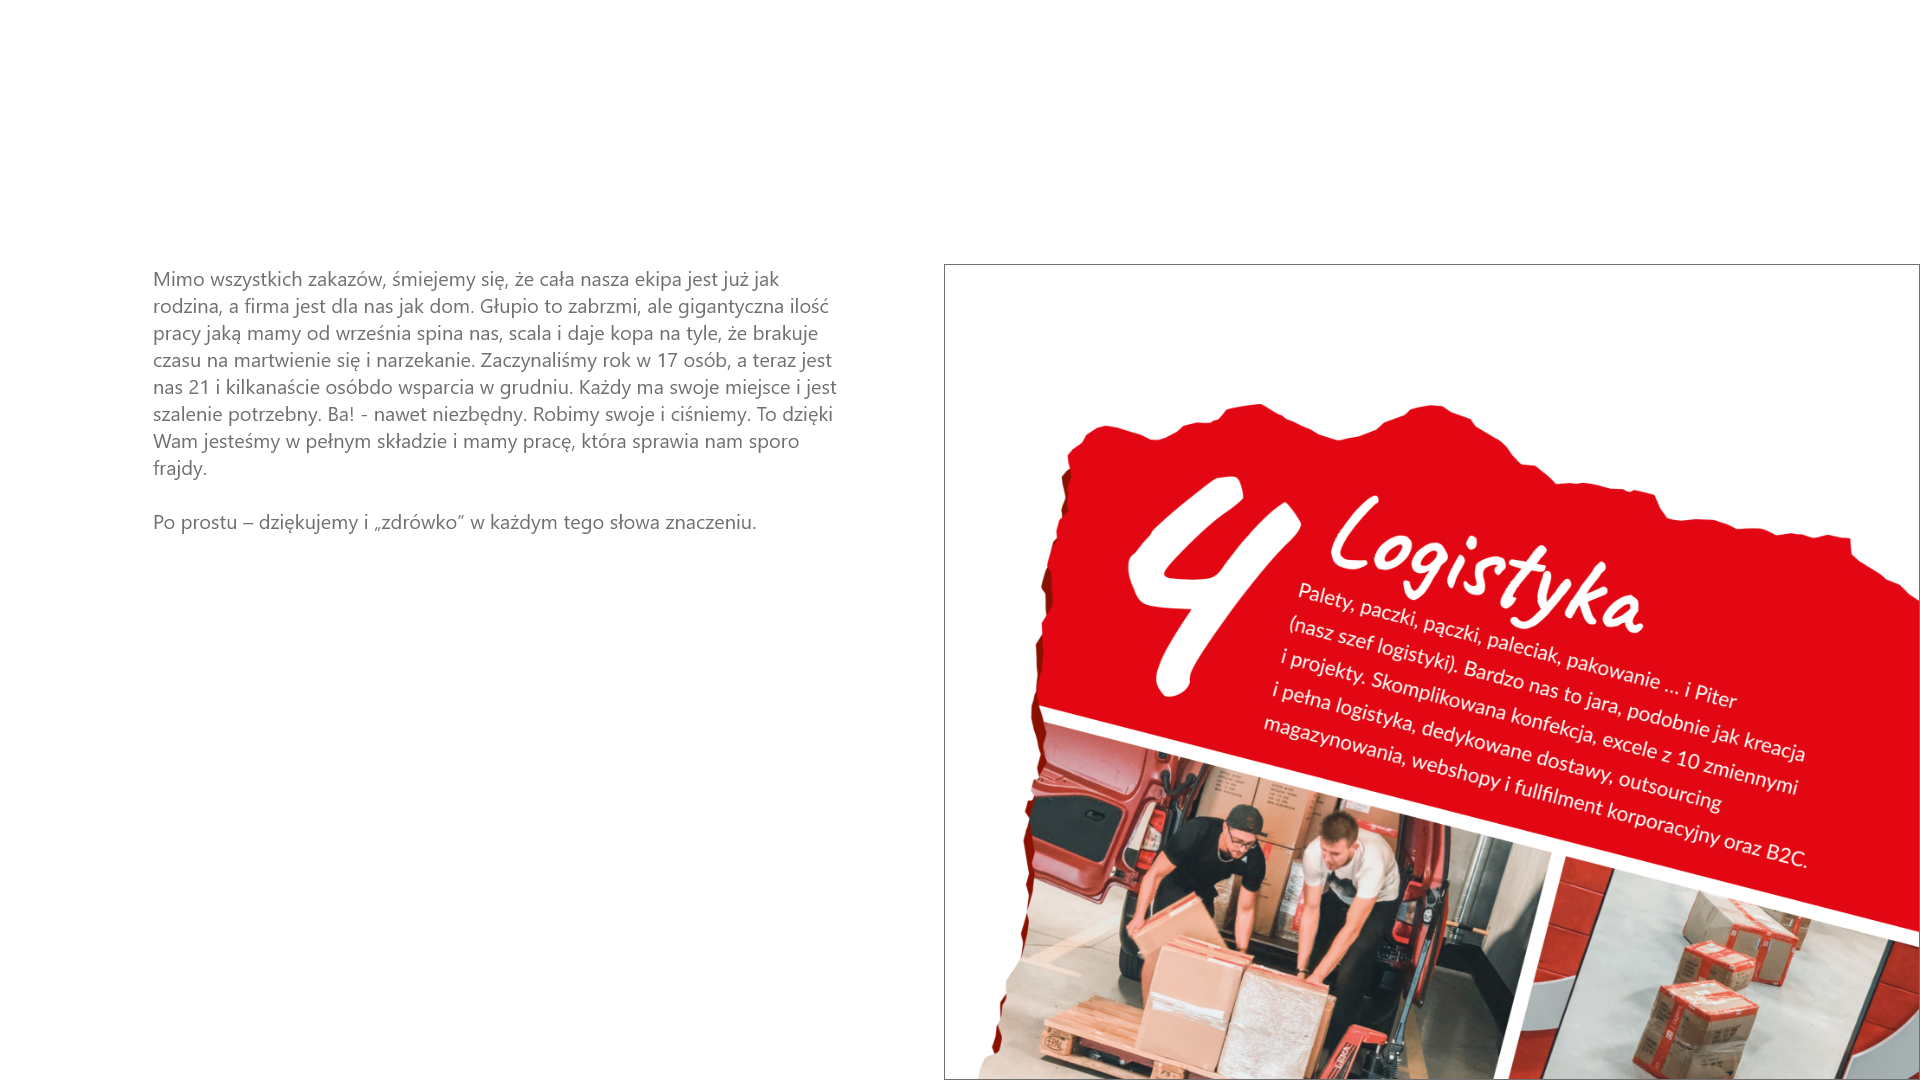 Mimo wszystkich zakazów, śmiejemy się, że cała nasza ekipa jest już jak
rodzina, a firma jest dla nas jak dom. Głupio to zabrzmi, ale gigantyczna ilość
pracy jaką mamy od września spina nas, scala i daje kopa na tyle, że brakuje
czasu na martwienie się i narzekanie. Zaczynaliśmy rok w 17 osób, a teraz jest
nas 21 i kilkanaście osóbdo wsparcia w grudniu. Każdy ma swoje miejsce i jest
szalenie potrzebny. Ba! - nawet niezbędny. Robimy swoje i ciśniemy. To dzięki
Wam jesteśmy w pełnym składzie i mamy pracę, która sprawia nam sporo
frajdy.
Po prostu – dziękujemy i „zdrówko” w każdym tego słowa znaczeniu.
4
Logistyka
Palety, paczki, pączki, paleciak, pakowanie ... i Piter
(nasz szef logistyki). Bardzo nas to jara, podobnie jak kreacja
i projekty. Skomplikowana konfekcja, excele z 10 zmiennymi
i pełna logistyka, dedykowane dostawy, outsourcing
magazynowania, webshopy i fullfilment korporacyjny oraz B2C.